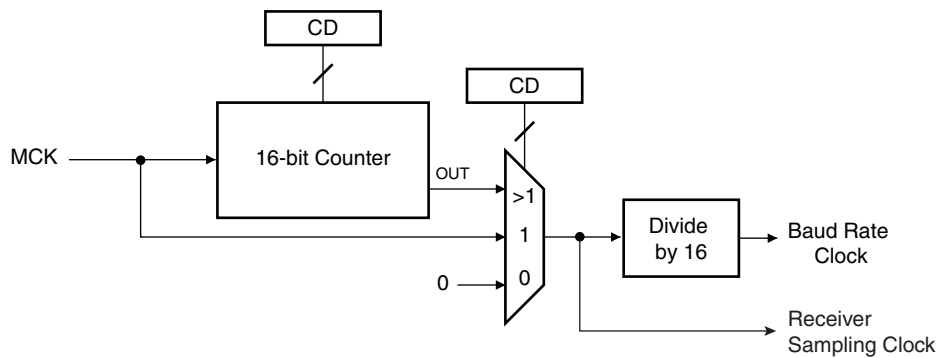 CD
CD
MCK
16-bit Counter
OUT
>1
1
0
0
Divide
by 16
Baud Rate
Clock
Receiver
Sampling Clock